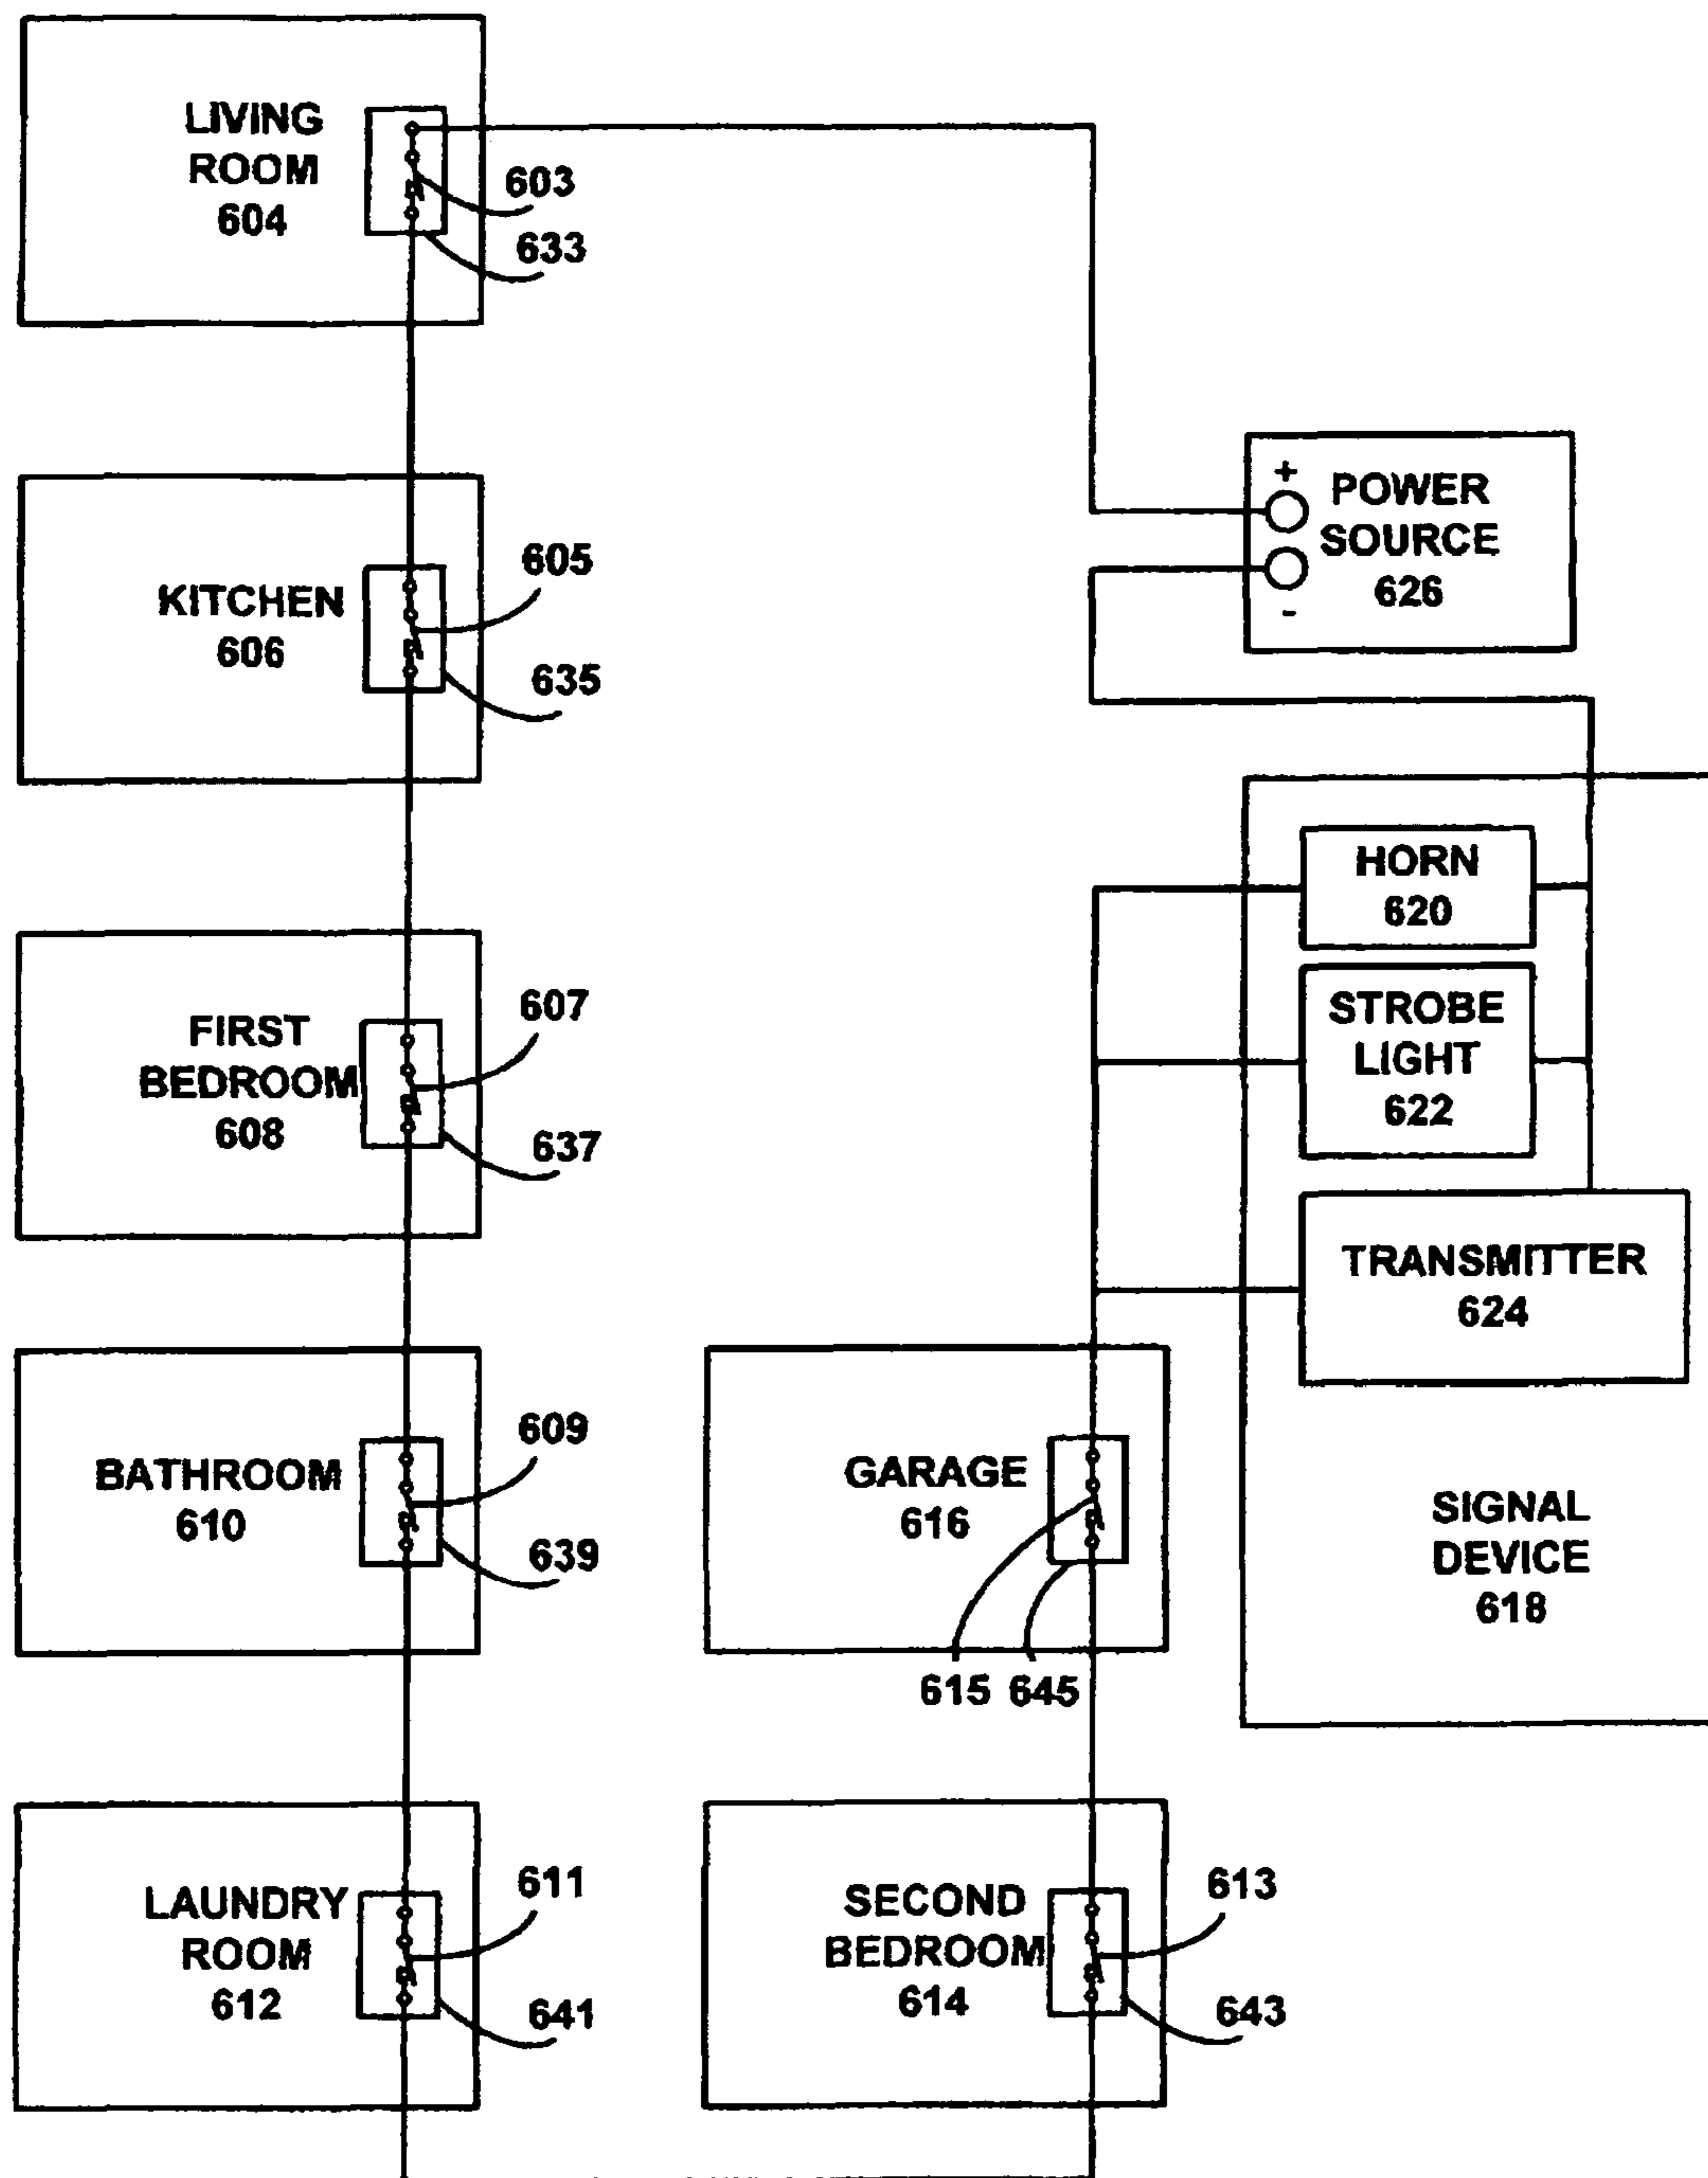 LIVING
ROOM
604
603
633
+
POWER
SOURCE
626
-
KITCHEN
606
605
635
HORN
620
STROBE
LIGHT
622
TRANSMITTER
624
SIGNAL
DEVICE
618
FIRST
BEDROOM
608
607
637
BATHROOM
610
609
639
GARAGE
616
615 645
LAUNDRY
ROOM
612
611
641
SECOND
BEDROOM
614
613
643